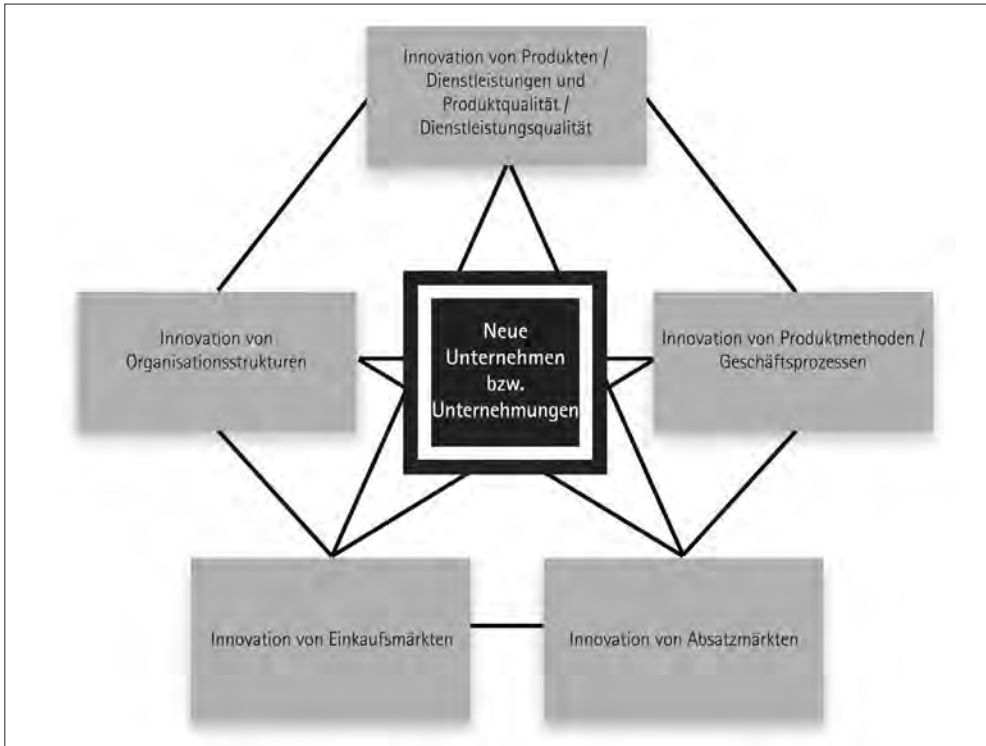 Innovation von Produkten /
Dienstleistungen und
Produktqualität /
Dienstleistungsqualität
Innovation von
Organisationsstrukturen
Neue
Unternehmen
bzw.
Unternehmungen
Innovation von Produktmethoden /
Geschäftsprozessen
Innovation von Einkaufsmärkten
Innovation von Absatzmärkten